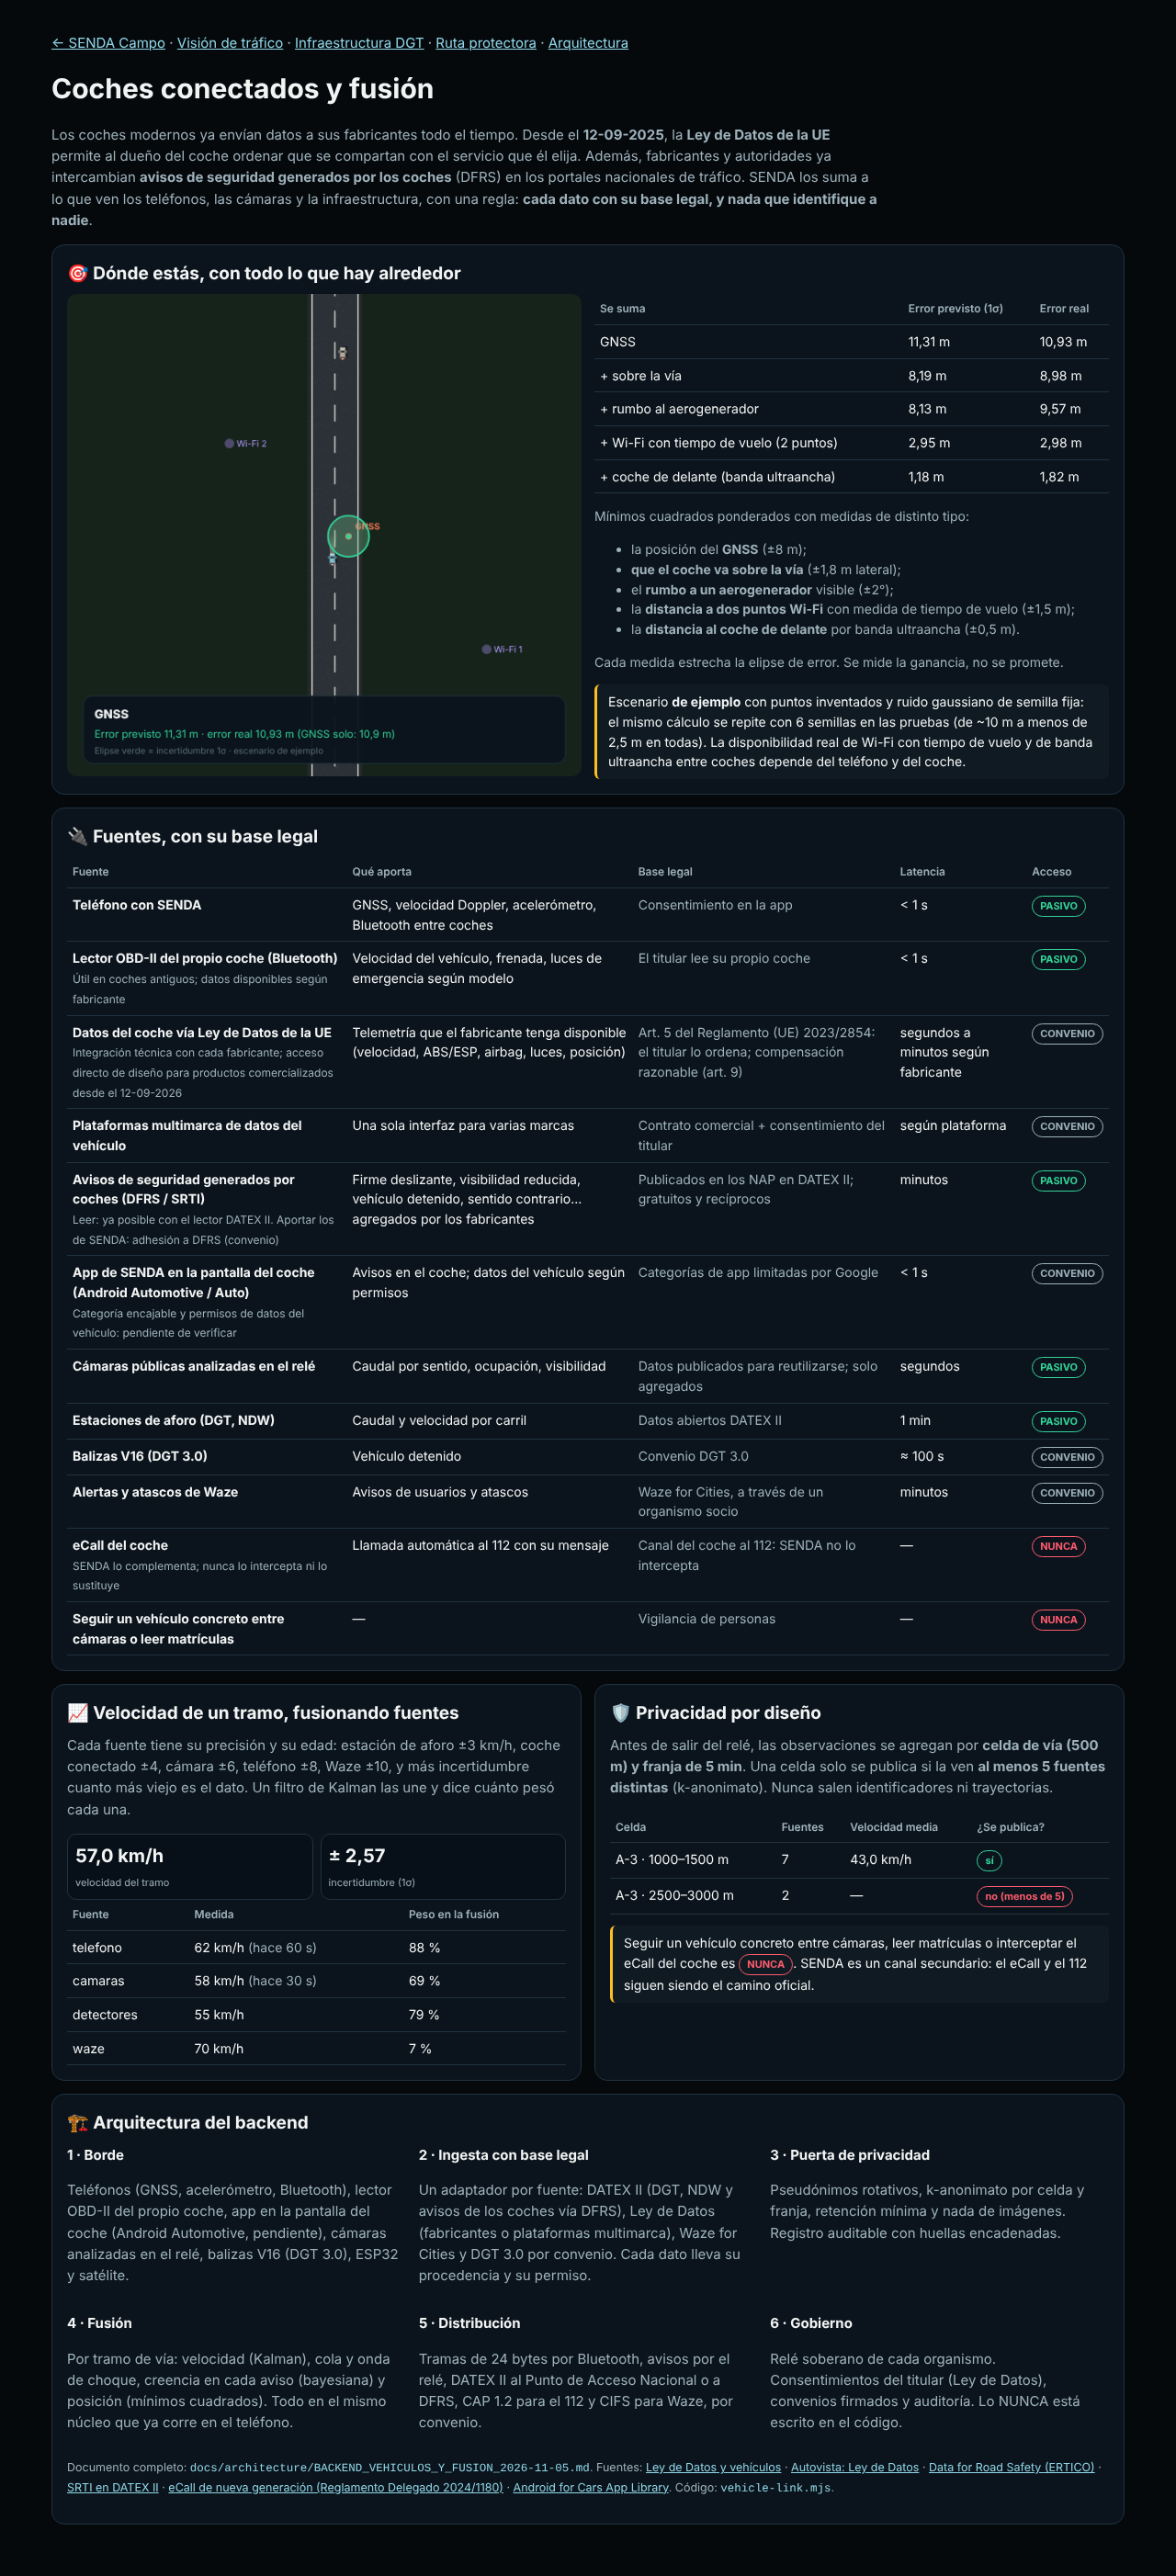 ← SENDA Campo · Visión de tráfico · Infraestructura DGT · Ruta protectora · Arquitectura
Coches conectados y fusión
Los coches modernos ya envían datos a sus fabricantes todo el tiempo. Desde el 12-09-2025, la Ley de Datos de la UE
permite al dueño del coche ordenar que se compartan con el servicio que él elija. Además, fabricantes y autoridades ya
intercambian avisos de seguridad generados por los coches (DFRS) en los portales nacionales de tráfico. SENDA los suma a
lo que ven los teléfonos, las cámaras y la infraestructura, con una regla: cada dato con su base legal, y nada que identifique a
nadie.
🎯 Dónde estás, con todo lo que hay alrededor
Wi-Fi 2
GNSS
Wi-Fi 1
GNSS
Error previsto 11,31 m · error real 10,93 m (GNSS solo: 10,9 m)
Elipse verde = incertidumbre 1σ · escenario de ejemplo
Se suma Error previsto (1σ) Error real
GNSS 11,31 m 10,93 m
+ sobre la vía 8,19 m 8,98 m
+ rumbo al aerogenerador 8,13 m 9,57 m
+ Wi-Fi con tiempo de vuelo (2 puntos) 2,95 m 2,98 m
+ coche de delante (banda ultraancha) 1,18 m 1,82 m
Mínimos cuadrados ponderados con medidas de distinto tipo:
• la posición del GNSS (±8 m);
• que el coche va sobre la vía (±1,8 m lateral);
• el rumbo a un aerogenerador visible (±2°);
• la distancia a dos puntos Wi-Fi con medida de tiempo de vuelo (±1,5 m);
• la distancia al coche de delante por banda ultraancha (±0,5 m).
Cada medida estrecha la elipse de error. Se mide la ganancia, no se promete.
Escenario de ejemplo con puntos inventados y ruido gaussiano de semilla fija:
el mismo cálculo se repite con 6 semillas en las pruebas (de ~10 m a menos de
2,5 m en todas). La disponibilidad real de Wi-Fi con tiempo de vuelo y de banda
ultraancha entre coches depende del teléfono y del coche.
🔌 Fuentes, con su base legal
Fuente Qué aporta Base legal Latencia Acceso
Teléfono con SENDA GNSS, velocidad Doppler, acelerómetro, Consentimiento en la app < 1 s PASIVO
Bluetooth entre coches
Lector OBD-II del propio coche (Bluetooth) Velocidad del vehículo, frenada, luces de El titular lee su propio coche < 1 s PASIVO
Útil en coches antiguos; datos disponibles según emergencia según modelo
fabricante
Datos del coche vía Ley de Datos de la UE Telemetría que el fabricante tenga disponible Art. 5 del Reglamento (UE) 2023/2854: segundos a CONVENIO
Integración técnica con cada fabricante; acceso (velocidad, ABS/ESP, airbag, luces, posición) el titular lo ordena; compensación minutos según
directo de diseño para productos comercializados razonable (art. 9) fabricante
desde el 12-09-2026
Plataformas multimarca de datos del Una sola interfaz para varias marcas Contrato comercial + consentimiento del según plataforma CONVENIO
vehículo titular
Avisos de seguridad generados por Firme deslizante, visibilidad reducida, Publicados en los NAP en DATEX II; minutos PASIVO
coches (DFRS / SRTI) vehículo detenido, sentido contrario… gratuitos y recíprocos
Leer: ya posible con el lector DATEX II. Aportar los agregados por los fabricantes
de SENDA: adhesión a DFRS (convenio)
App de SENDA en la pantalla del coche Avisos en el coche; datos del vehículo según Categorías de app limitadas por Google < 1 s CONVENIO
(Android Automotive / Auto) permisos
Categoría encajable y permisos de datos del
vehículo: pendiente de verificar
Cámaras públicas analizadas en el relé Caudal por sentido, ocupación, visibilidad Datos publicados para reutilizarse; solo segundos PASIVO
agregados
Estaciones de aforo (DGT, NDW) Caudal y velocidad por carril Datos abiertos DATEX II 1 min PASIVO
Balizas V16 (DGT 3.0) Vehículo detenido Convenio DGT 3.0 ≈ 100 s CONVENIO
Alertas y atascos de Waze Avisos de usuarios y atascos Waze for Cities, a través de un minutos CONVENIO
organismo socio
eCall del coche Llamada automática al 112 con su mensaje Canal del coche al 112: SENDA no lo — NUNCA
SENDA lo complementa; nunca lo intercepta ni lo intercepta
sustituye
Seguir un vehículo concreto entre — Vigilancia de personas — NUNCA
cámaras o leer matrículas
📈 Velocidad de un tramo, fusionando fuentes
Cada fuente tiene su precisión y su edad: estación de aforo ±3 km/h, coche
conectado ±4, cámara ±6, teléfono ±8, Waze ±10, y más incertidumbre
cuanto más viejo es el dato. Un filtro de Kalman las une y dice cuánto pesó
cada una.
57,0 km/h
velocidad del tramo
± 2,57
incertidumbre (1σ)
Fuente Medida Peso en la fusión
telefono 62 km/h (hace 60 s) 88 %
camaras 58 km/h (hace 30 s) 69 %
detectores 55 km/h 79 %
waze 70 km/h 7 %
🛡️ Privacidad por diseño
Antes de salir del relé, las observaciones se agregan por celda de vía (500
m) y franja de 5 min. Una celda solo se publica si la ven al menos 5 fuentes
distintas (k-anonimato). Nunca salen identificadores ni trayectorias.
Celda Fuentes Velocidad media ¿Se publica?
A-3 · 1000–1500 m 7 43,0 km/h sí
A-3 · 2500–3000 m 2 — no (menos de 5)
Seguir un vehículo concreto entre cámaras, leer matrículas o interceptar el
eCall del coche es NUNCA. SENDA es un canal secundario: el eCall y el 112
siguen siendo el camino oficial.
🏗️ Arquitectura del backend
1 · Borde
Teléfonos (GNSS, acelerómetro, Bluetooth), lector
OBD-II del propio coche, app en la pantalla del
coche (Android Automotive, pendiente), cámaras
analizadas en el relé, balizas V16 (DGT 3.0), ESP32
y satélite.
2 · Ingesta con base legal
Un adaptador por fuente: DATEX II (DGT, NDW y
avisos de los coches vía DFRS), Ley de Datos
(fabricantes o plataformas multimarca), Waze for
Cities y DGT 3.0 por convenio. Cada dato lleva su
procedencia y su permiso.
3 · Puerta de privacidad
Pseudónimos rotativos, k-anonimato por celda y
franja, retención mínima y nada de imágenes.
Registro auditable con huellas encadenadas.
4 · Fusión
Por tramo de vía: velocidad (Kalman), cola y onda
de choque, creencia en cada aviso (bayesiana) y
posición (mínimos cuadrados). Todo en el mismo
núcleo que ya corre en el teléfono.
5 · Distribución
Tramas de 24 bytes por Bluetooth, avisos por el
relé, DATEX II al Punto de Acceso Nacional o a
DFRS, CAP 1.2 para el 112 y CIFS para Waze, por
convenio.
6 · Gobierno
Relé soberano de cada organismo.
Consentimientos del titular (Ley de Datos),
convenios firmados y auditoría. Lo NUNCA está
escrito en el código.
Documento completo: docs/architecture/BACKEND_VEHICULOS_Y_FUSION_2026-11-05.md. Fuentes: Ley de Datos y vehículos · Autovista: Ley de Datos · Data for Road Safety (ERTICO) ·
SRTI en DATEX II · eCall de nueva generación (Reglamento Delegado 2024/1180) · Android for Cars App Library. Código: vehicle-link.mjs.